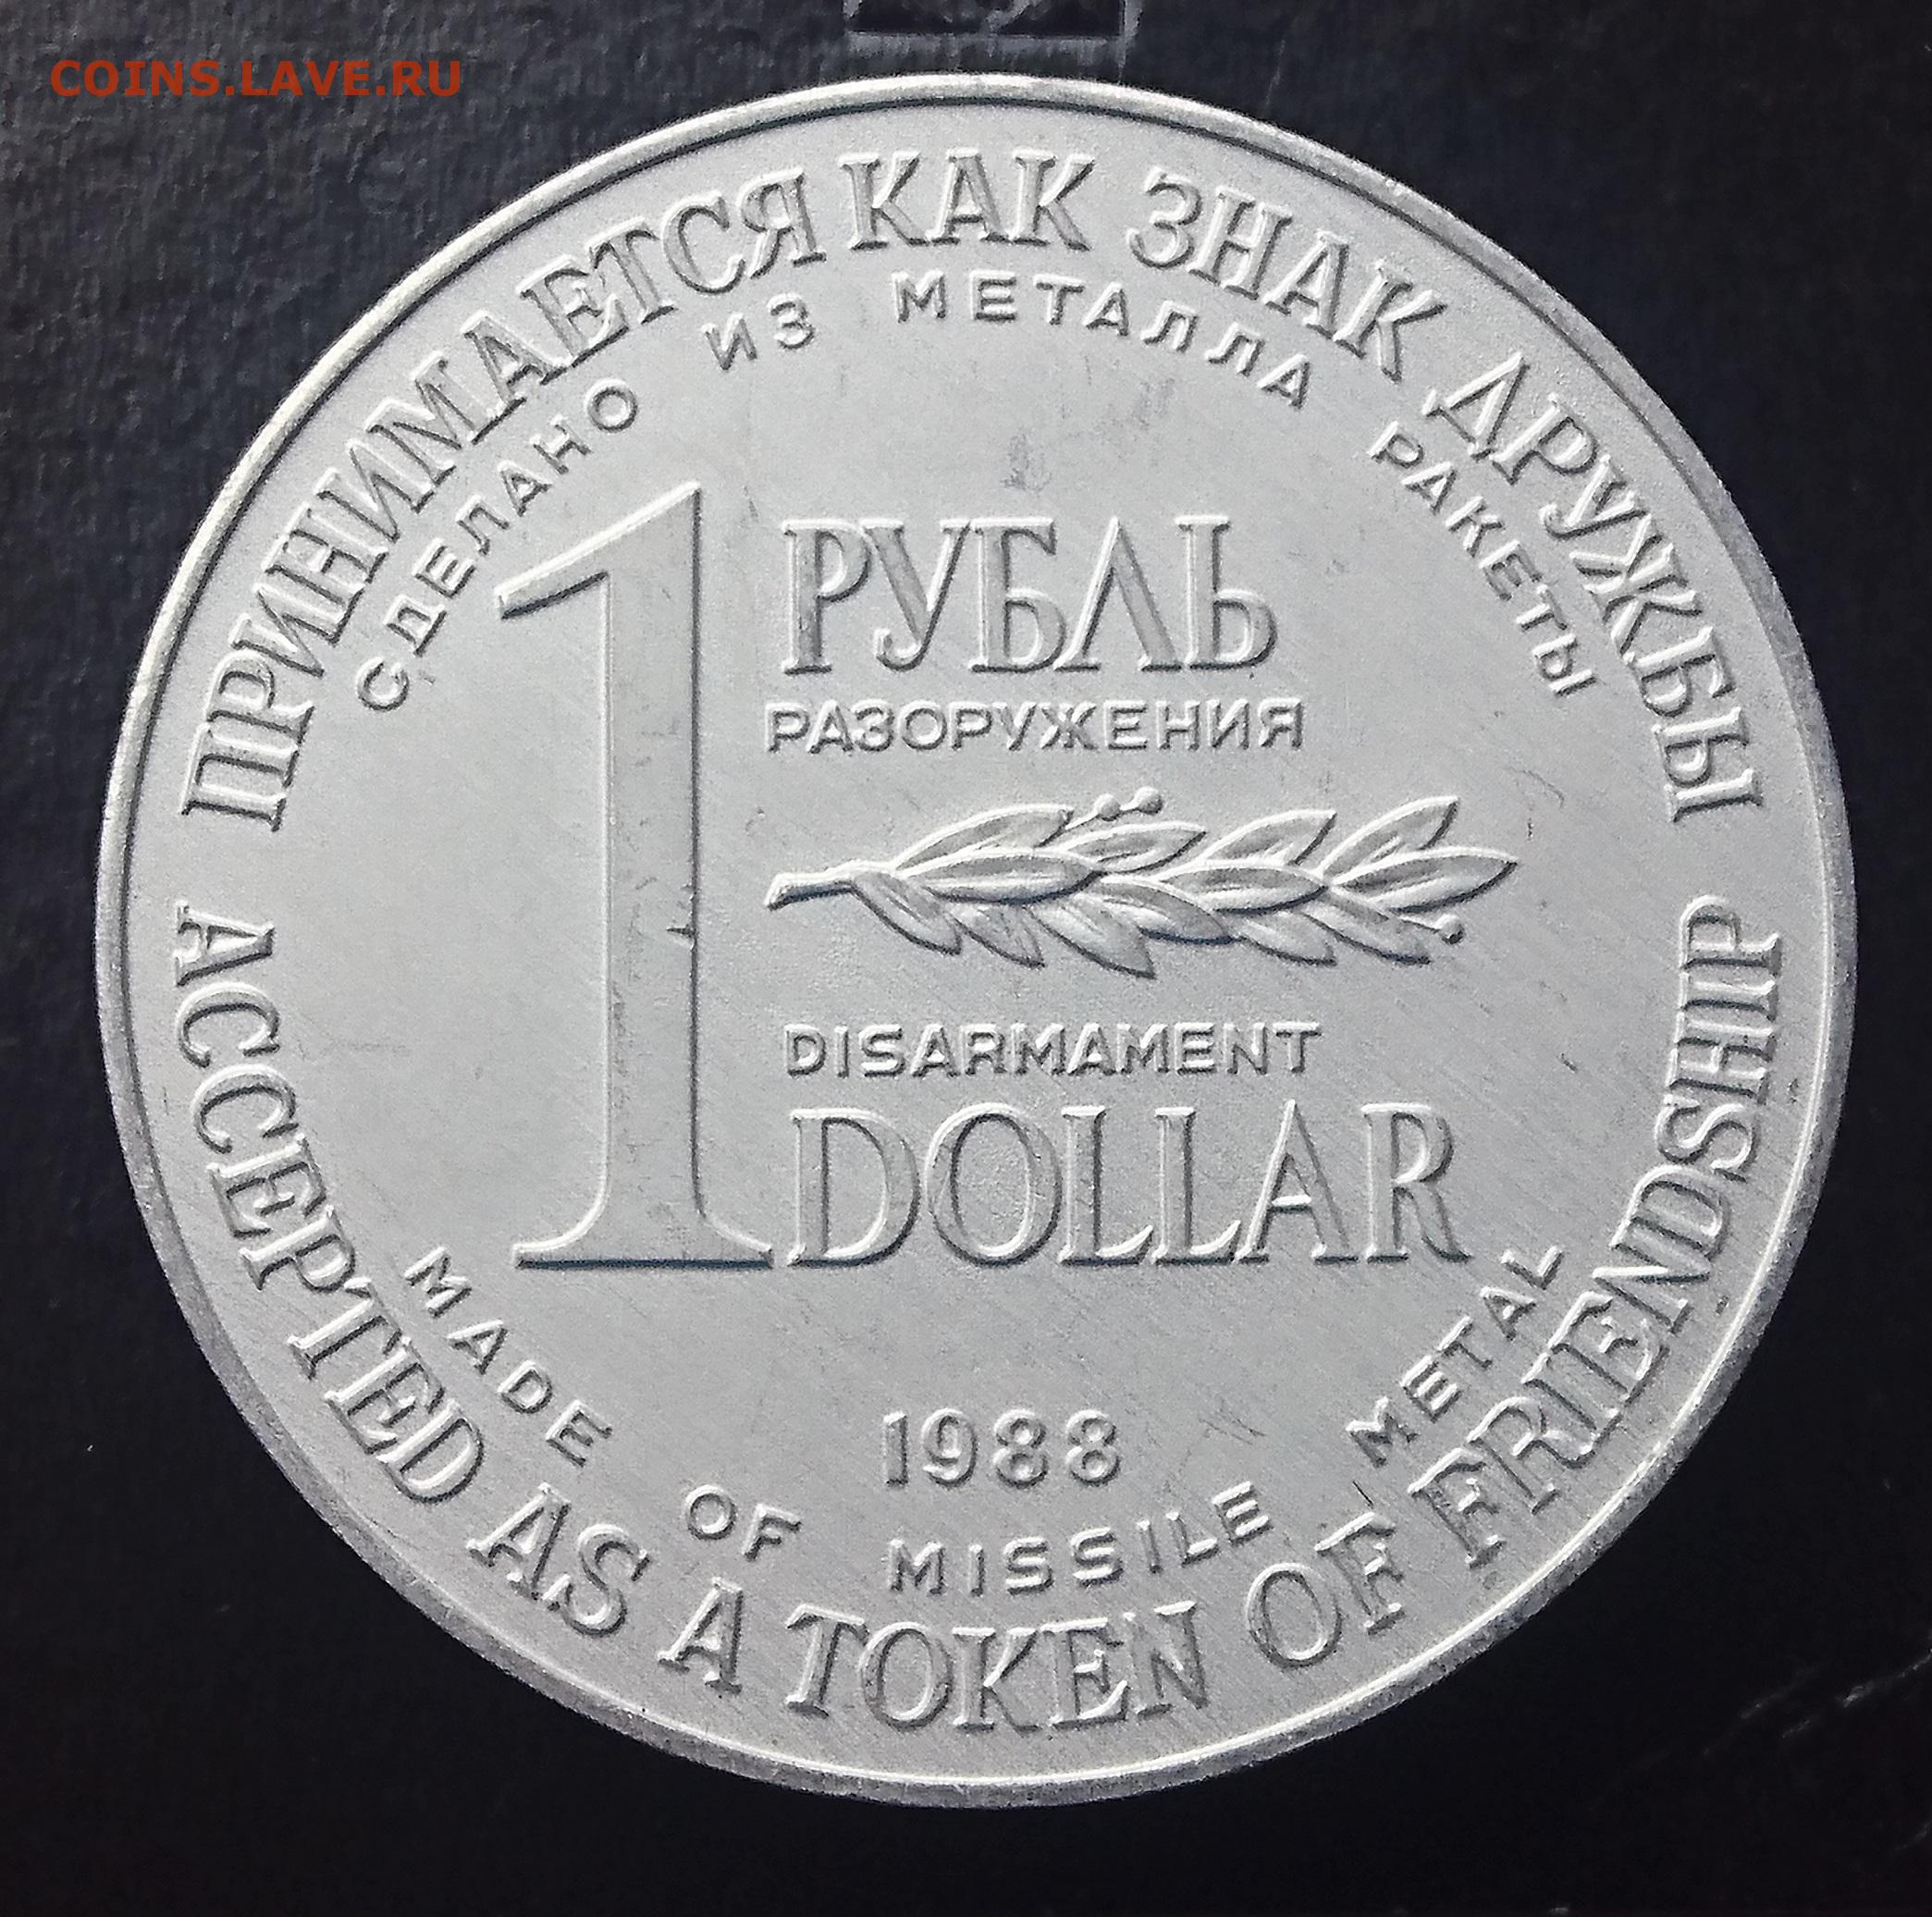 COINS.LAVE.RU
ПРИНИМАЕТСЯ КАК ЗНАК ДРУЖБЫ
СДЕЛАНО ИЗ МЕТАЛЛА РАКЕТЫ
1
РУБЛЬ
РАЗОРУЖЕНИЯ
DISARMAMENT
DOLLAR
1988
MADE OF MISSILE METAL
ACCEPTED AS A TOKEN OF FRIENDSHIP